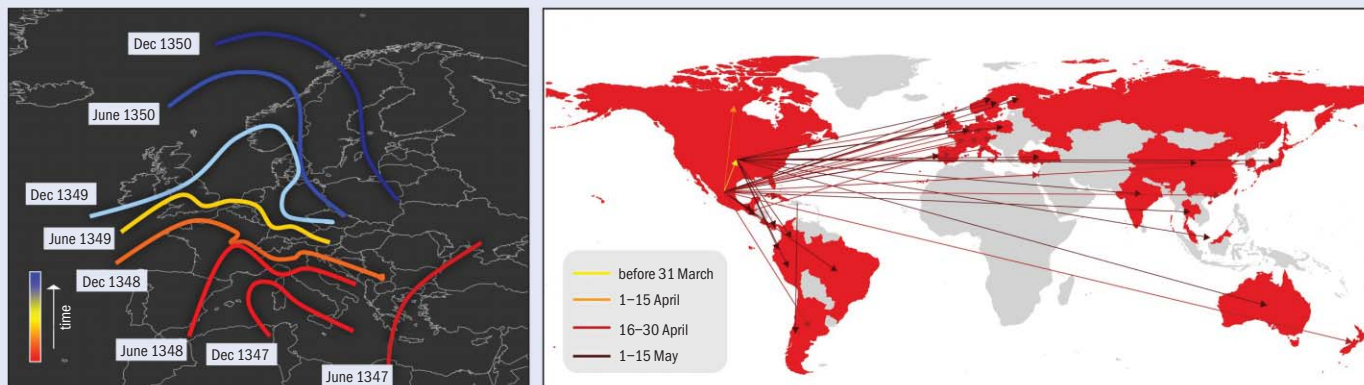 Dec 1350
June 1350
Dec 1349
June 1349
Dec 1348
June 1348
Dec 1347
June 1347
time
before 31 March
1–15 April
16–30 April
1–15 May